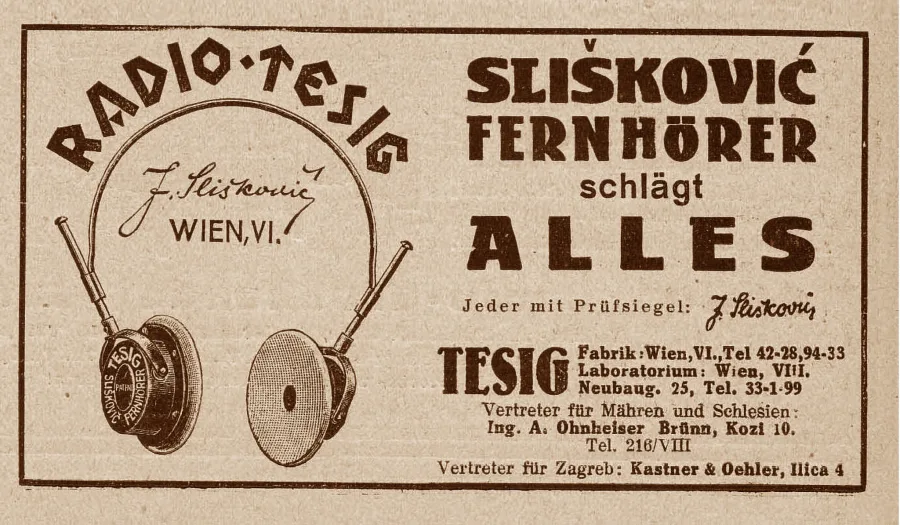 RADIO·TESIG
J. Slišković
WIEN, VI.
TESIG
PATENT
SLIŠKOVIĆ FERNHÖRER
SLIŠKOVIĆ
FERNHÖRER
schlägt
ALLES
Jeder mit Prüfsiegel: J. Slišković
TESIG Fabrik: Wien, VI., Tel 42-28, 94-33
Laboratorium: Wien, VIII.
Neubaug. 25, Tel. 33-1-99
Vertreter für Mähren und Schlesien:
Ing. A. Ohnheiser Brünn, Kozi 10.
Tel. 216/VIII
Vertreter für Zagreb: Kastner & Oehler, Ilica 4